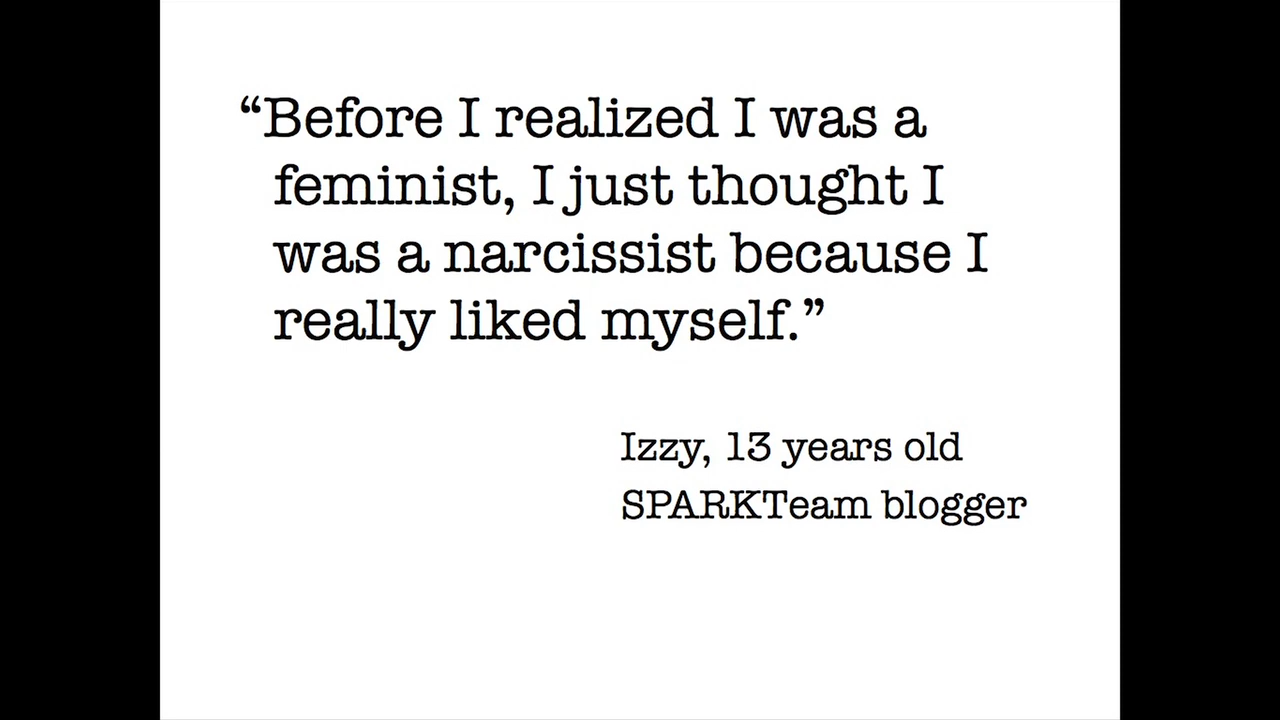 “Before I realized I was a
feminist, I just thought I
was a narcissist because I
really liked myself.”
Izzy, 13 years old
SPARKTeam blogger